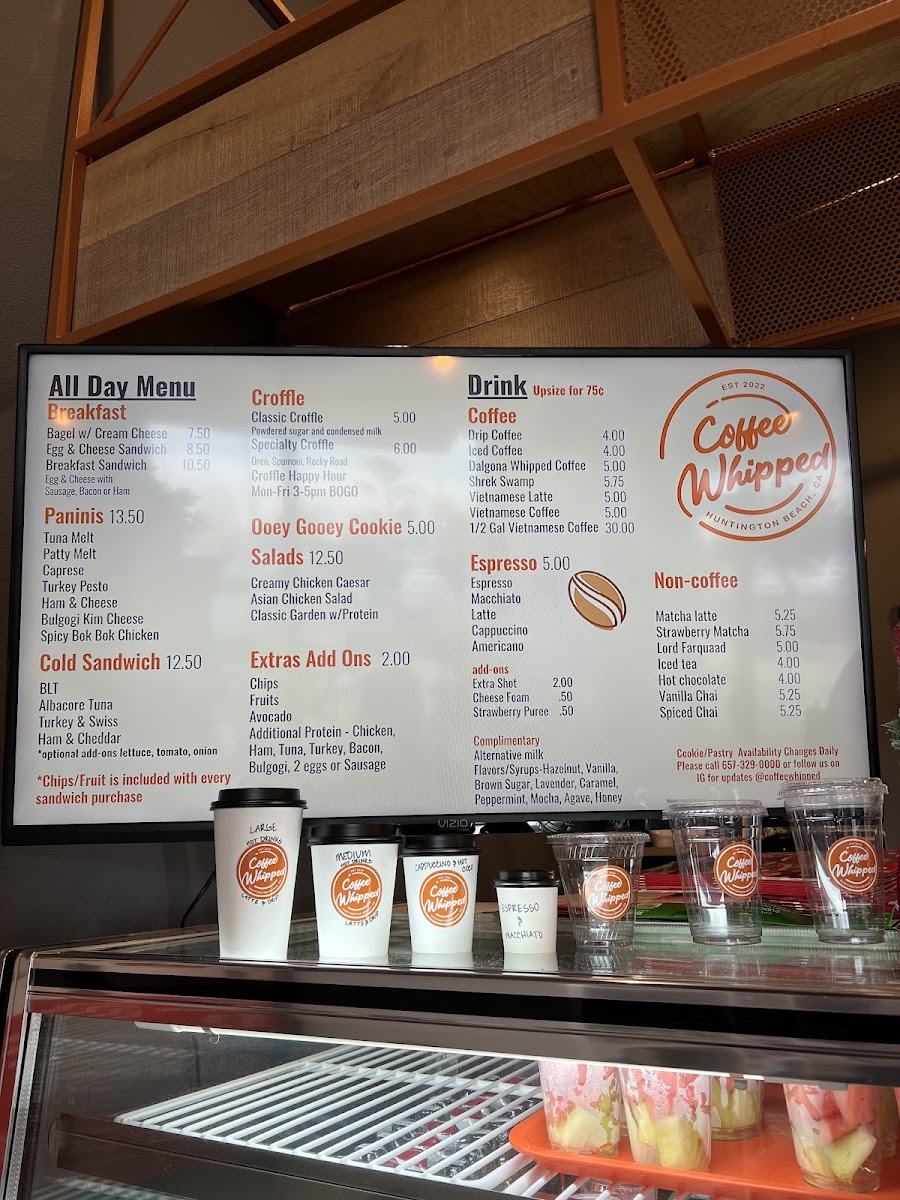 All Day Menu
Breakfast
Bagel w/ Cream Cheese 7.50
Egg & Cheese Sandwich 8.50
Breakfast Sandwich 10.50
Egg & Cheese with
Sausage, Bacon or Ham
Paninis 13.50
Tuna Melt
Patty Melt
Caprese
Turkey Pesto
Ham & Cheese
Bulgogi Kim Cheese
Spicy Bok Bok Chicken
Cold Sandwich 12.50
BLT
Albacore Tuna
Turkey & Swiss
Ham & Cheddar
*optional add-ons lettuce, tomato, onion
*Chips/Fruit is included with every
sandwich purchase
Croffle
Classic Croffle 5.00
Powdered sugar and condensed milk
Specialty Croffle 6.00
Oreo, Spumoni, Rocky Road
Croffle Happy Hour
Mon-Fri 3-5pm BOGO
Ooey Gooey Cookie 5.00
Salads 12.50
Creamy Chicken Caesar
Asian Chicken Salad
Classic Garden w/Protein
Extras Add Ons 2.00
Chips
Fruits
Avocado
Additional Protein - Chicken,
Ham, Tuna, Turkey, Bacon,
Bulgogi, 2 eggs or Sausage
Drink Upsize for 75¢
Coffee
Drip Coffee 4.00
Iced Coffee 4.00
Dalgona Whipped Coffee 5.00
Shrek Swamp 5.75
Vietnamese Latte 5.00
Vietnamese Coffee 5.00
1/2 Gal Vietnamese Coffee 30.00
Espresso 5.00
Espresso
Macchiato
Latte
Cappuccino
Americano
add-ons
Extra Shot 2.00
Cheese Foam .50
Strawberry Puree .50
Complimentary
Alternative milk
Flavors/Syrups-Hazelnut, Vanilla,
Brown Sugar, Lavender, Caramel,
Peppermint, Mocha, Agave, Honey
EST 2022
Coffee
Whipped
HUNTINGTON BEACH, CA
Non-coffee
Matcha latte 5.25
Strawberry Matcha 5.75
Lord Farquaad 5.00
Iced tea 4.00
Hot chocolate 4.00
Vanilla Chai 5.25
Spiced Chai 5.25
Cookie/Pastry Availability Changes Daily
Please call 657-329-0000 or follow us on
IG for updates @coffeewhipped
VIZIO
LARGE
HOT DRINKS
Coffee
Whipped
LATTE & DRIP
MEDIUM
HOT DRINKS
Coffee
Whipped
LATTE & DRIP
CAPPUCCINO & HOT
COCO
Coffee
Whipped
ESPRESSO
&
MACCHIATO
Coffee
Whipped
Coffee
Whipped
Coffee
Whipped